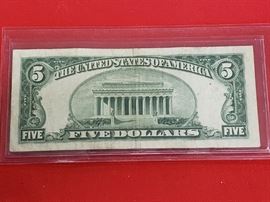 5 THE UNITED STATES OF AMERICA 5
FIVE FIVE DOLLARS FIVE